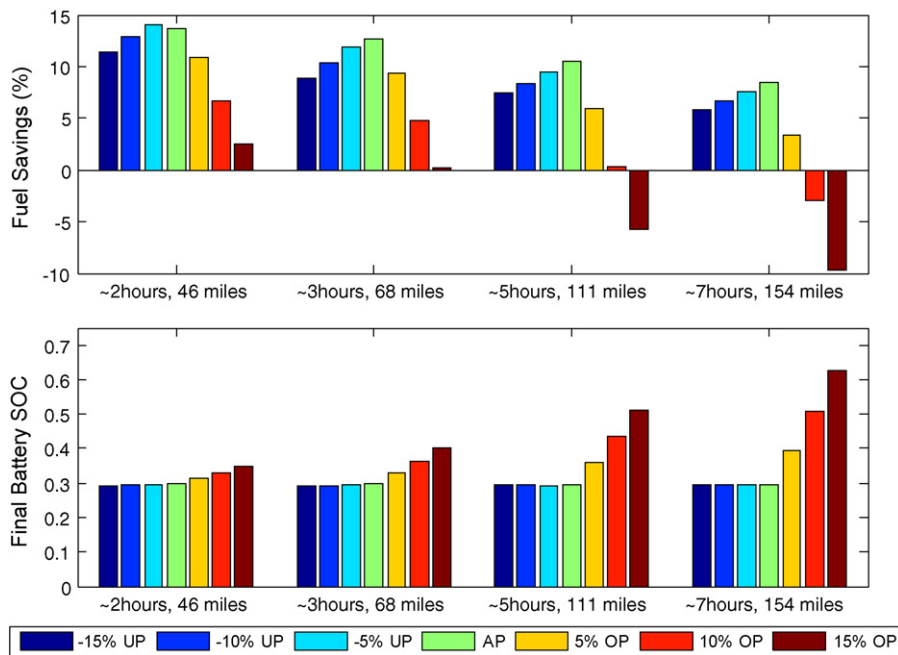 15
10
5
0
-5
-10
Fuel Savings (%)
~2hours, 46 miles
~3hours, 68 miles
~5hours, 111 miles
~7hours, 154 miles
0.7
0.6
0.5
0.4
0.3
0.2
0.1
0
Final Battery SOC
~2hours, 46 miles
~3hours, 68 miles
~5hours, 111 miles
~7hours, 154 miles
-15% UP
-10% UP
-5% UP
AP
5% OP
10% OP
15% OP